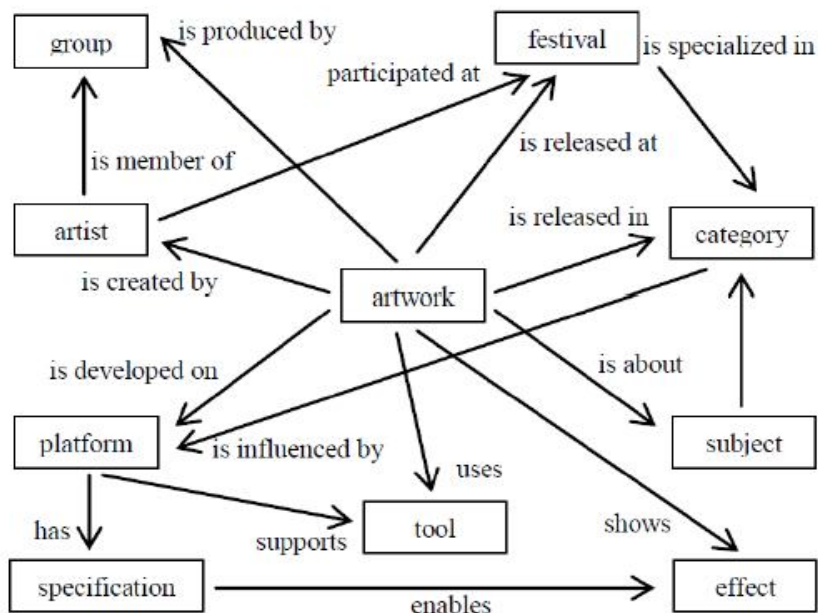 group
is produced by
festival
is specialized in
participated at
is member of
is released at
artist
is released in
category
is created by
artwork
is developed on
is about
platform
is influenced by
subject
uses
has
supports
tool
shows
specification
enables
effect